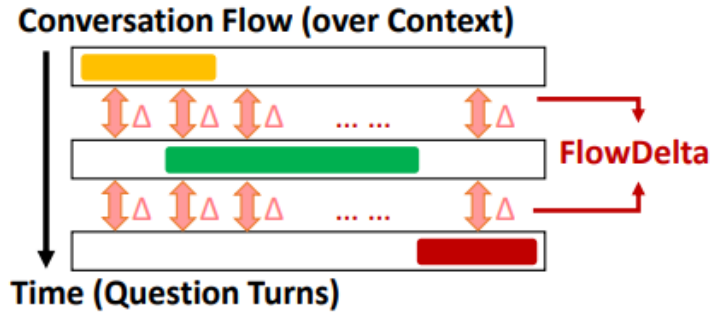 Conversation Flow (over Context)
Δ Δ Δ ... ... Δ
FlowDelta
Δ Δ Δ ... ... Δ
Time (Question Turns)